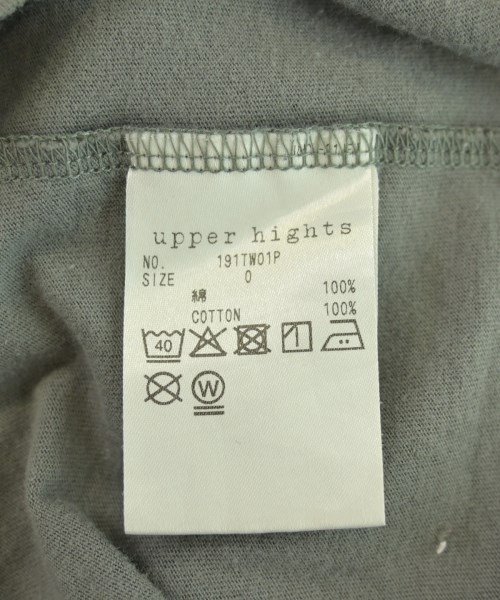 upper hights
NO. 191TW01P
SIZE 0
綿 100%
COTTON 100%
40
W